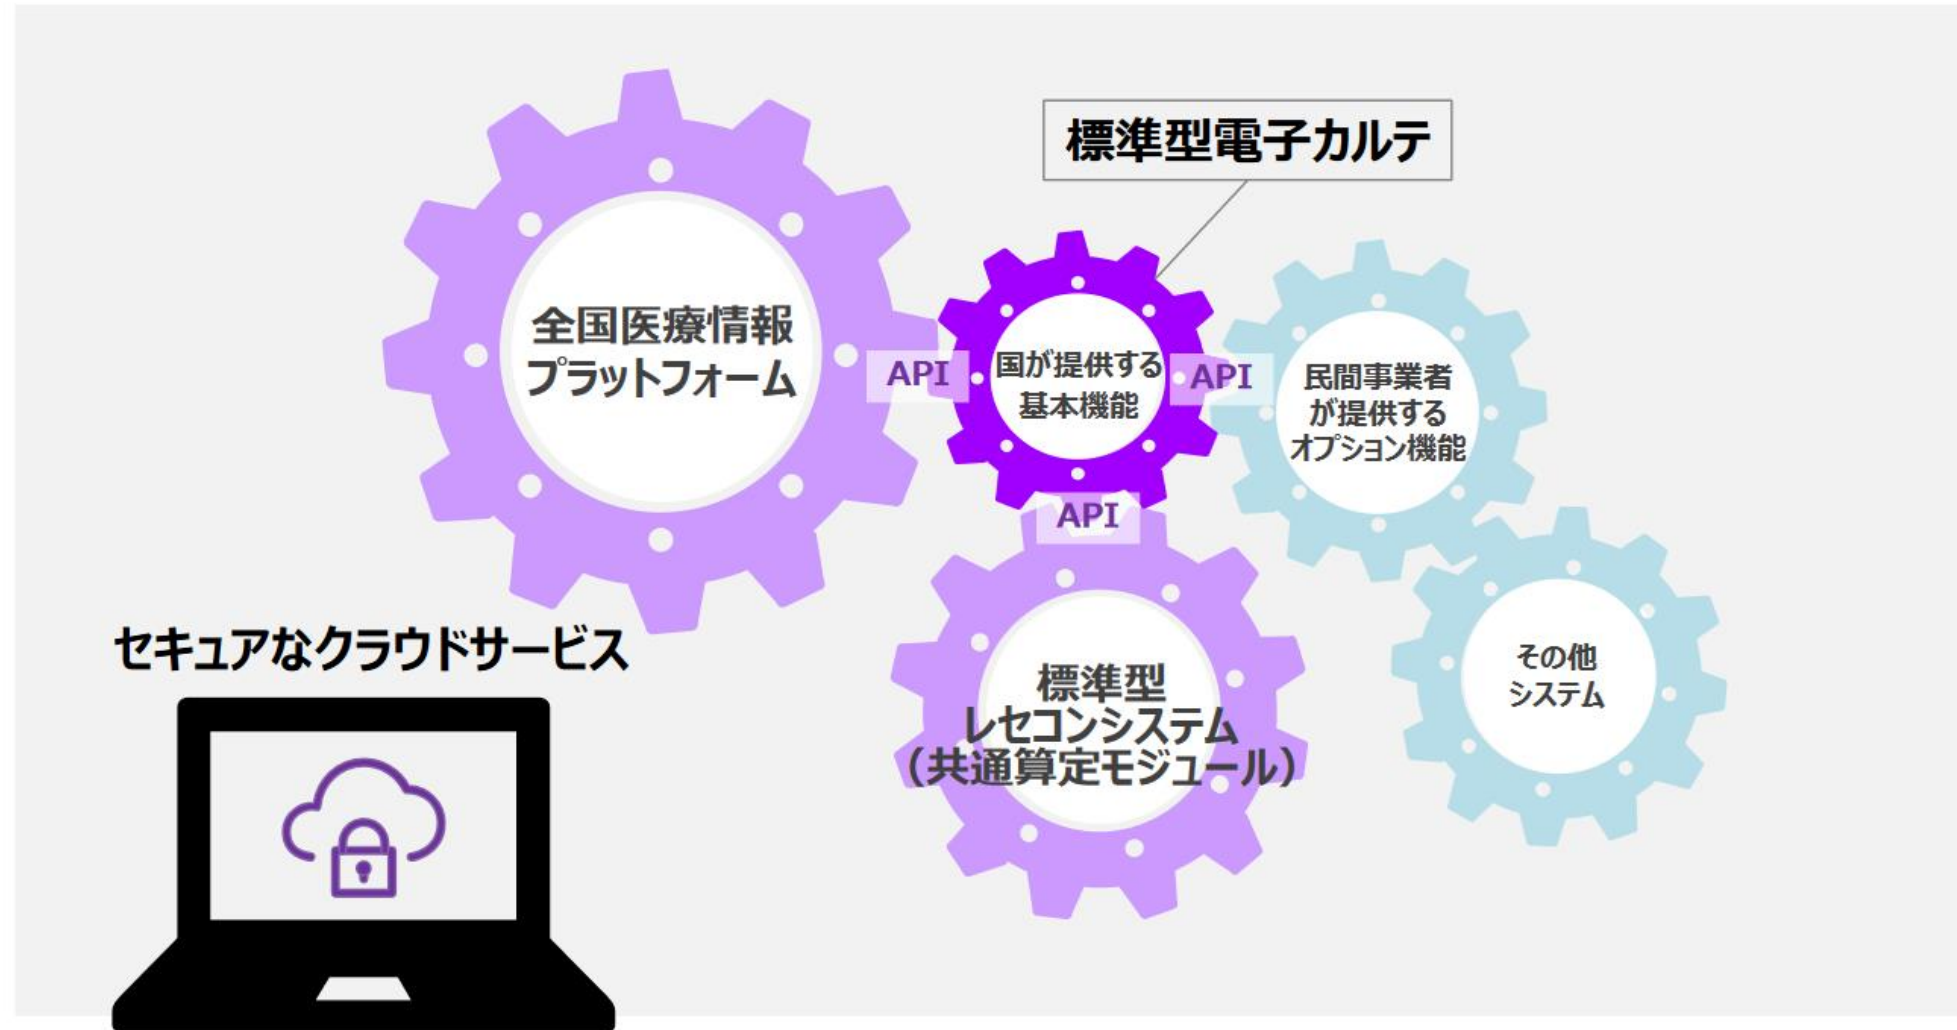 標準型電子カルテ
全国医療情報
プラットフォーム
API
国が提供する
基本機能
API
民間事業者
が提供する
オプション機能
API
セキュアなクラウドサービス
標準型
レセコンシステム
（共通算定モジュール）
その他
システム